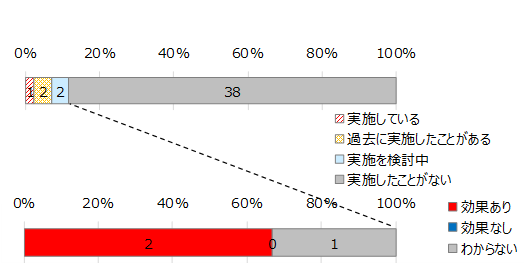 0% 20% 40% 60% 80% 100%
1 2 2 38
実施している
過去に実施したことがある
実施を検討中
実施したことがない
0% 20% 40% 60% 80% 100%
効果あり
効果なし
わからない
2 0 1